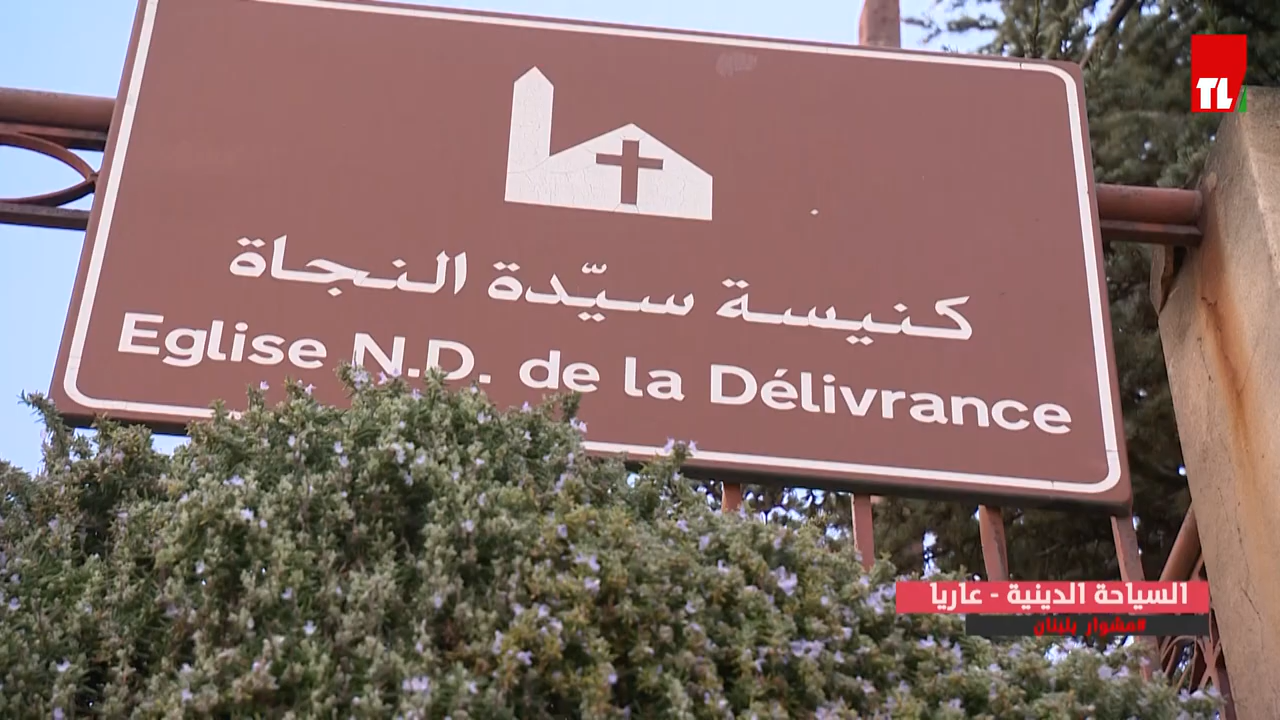 TL
كنيسة سيّدة النجاة
Eglise N.D. de la Délivrance
السياحة الدينية - عاريا
#مشوار بلبنان